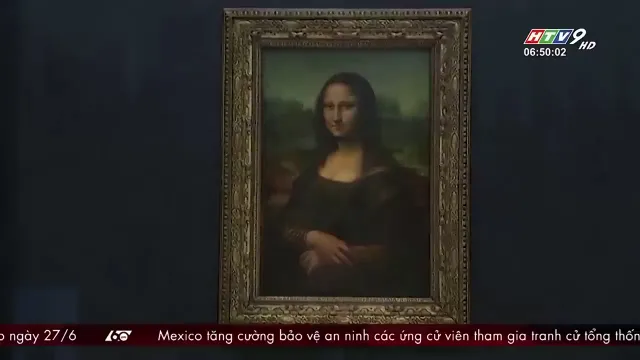 HTV9 HD
06:50:02
ngày 27/6 60 Mexico tăng cường bảo vệ an ninh các ứng cử viên tham gia tranh cử tổng